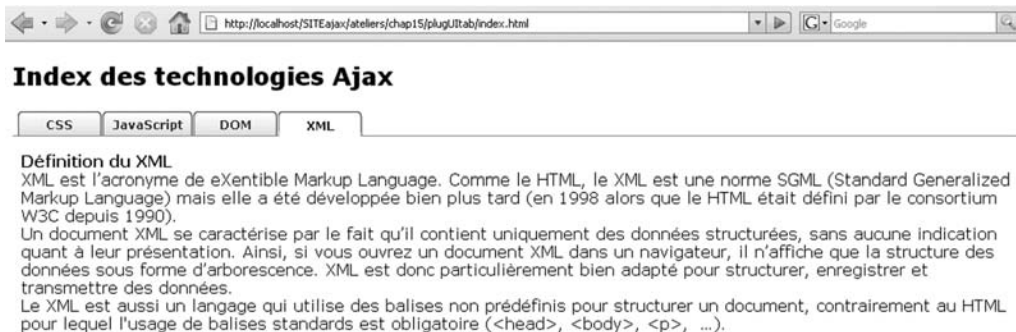 http://localhost/SITEajax/ateliers/chap15/plugUItab/index.html
G Google
Index des technologies Ajax
CSS JavaScript DOM XML
Définition du XML
XML est l'acronyme de eXentible Markup Language. Comme le HTML, le XML est une norme SGML (Standard Generalized
Markup Language) mais elle a été développée bien plus tard (en 1998 alors que le HTML était défini par le consortium
W3C depuis 1990).
Un document XML se caractérise par le fait qu'il contient uniquement des données structurées, sans aucune indication
quant à leur présentation. Ainsi, si vous ouvrez un document XML dans un navigateur, il n'affiche que la structure des
données sous forme d'arborescence. XML est donc particulièrement bien adapté pour structurer, enregistrer et
transmettre des données.
Le XML est aussi un langage qui utilise des balises non prédéfinis pour structurer un document, contrairement au HTML
pour lequel l'usage de balises standards est obligatoire (<head>, <body>, <p>, ...).